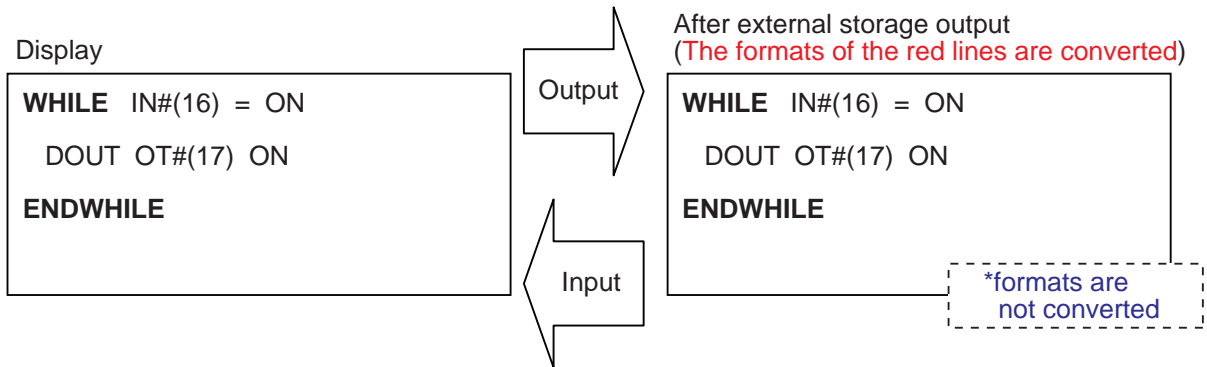 Display
WHILE IN#(16) = ON
DOUT OT#(17) ON
ENDWHILE
Output
Input
After external storage output
(The formats of the red lines are converted)
WHILE IN#(16) = ON
DOUT OT#(17) ON
ENDWHILE
*formats are
not converted